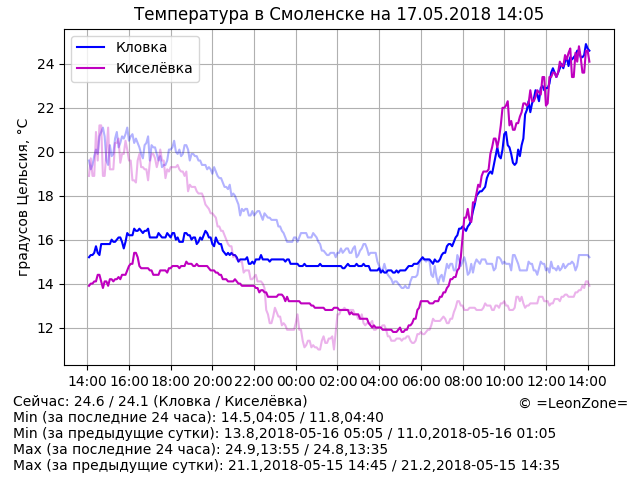 Температура в Смоленске на 17.05.2018 14:05
Кловка
Киселёвка
градусов Цельсия, °C
24
22
20
18
16
14
12
14:00 16:00 18:00 20:00 22:00 00:00 02:00 04:00 06:00 08:00 10:00 12:00 14:00
Сейчас: 24.6 / 24.1 (Кловка / Киселёвка)
© =LeonZone=
Min (за последние 24 часа): 14.5,04:05 / 11.8,04:40
Min (за предыдущие сутки): 13.8,2018-05-16 05:05 / 11.0,2018-05-16 01:05
Max (за последние 24 часа): 24.9,13:55 / 24.8,13:35
Max (за предыдущие сутки): 21.1,2018-05-15 14:45 / 21.2,2018-05-15 14:35